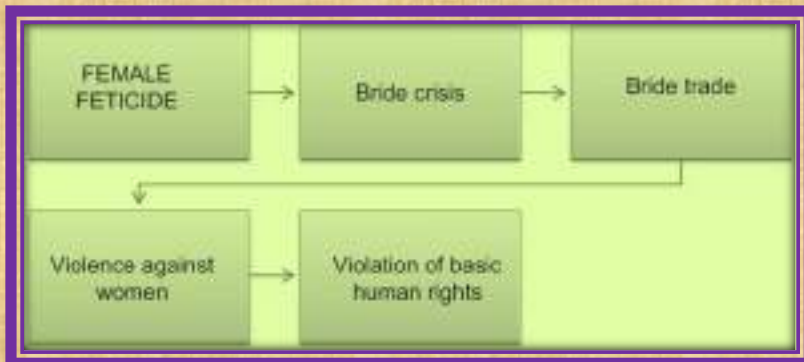 FEMALE
FETICIDE
Bride crisis
Bride trade
Violence against
women
Violation of basic
human rights